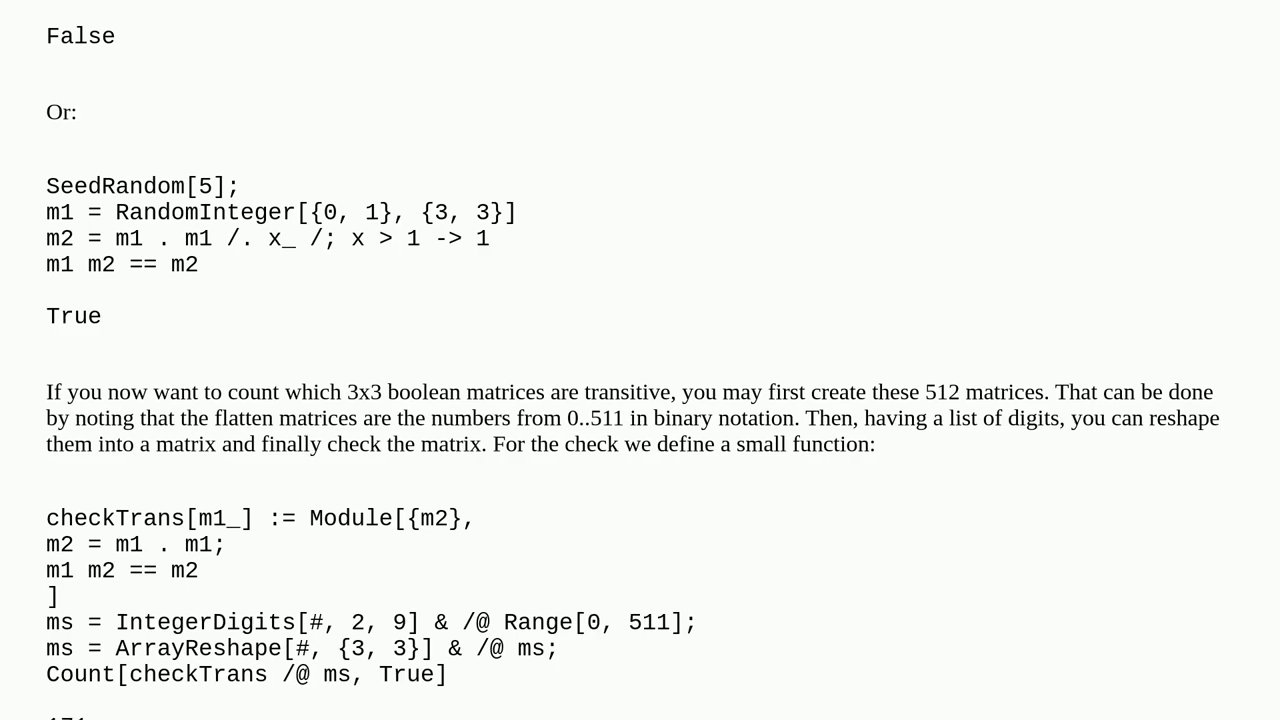 False
Or:
SeedRandom[5];
m1 = RandomInteger[{0, 1}, {3, 3}]
m2 = m1 . m1 /. x_ /; x > 1 -> 1
m1 m2 == m2
True
If you now want to count which 3x3 boolean matrices are transitive, you may first create these 512 matrices. That can be done
by noting that the flatten matrices are the numbers from 0..511 in binary notation. Then, having a list of digits, you can reshape
them into a matrix and finally check the matrix. For the check we define a small function:
checkTrans[m1_] := Module[{m2},
m2 = m1 . m1;
m1 m2 == m2
]
ms = IntegerDigits[#, 2, 9] & /@ Range[0, 511];
ms = ArrayReshape[#, {3, 3}] & /@ ms;
Count[checkTrans /@ ms, True]